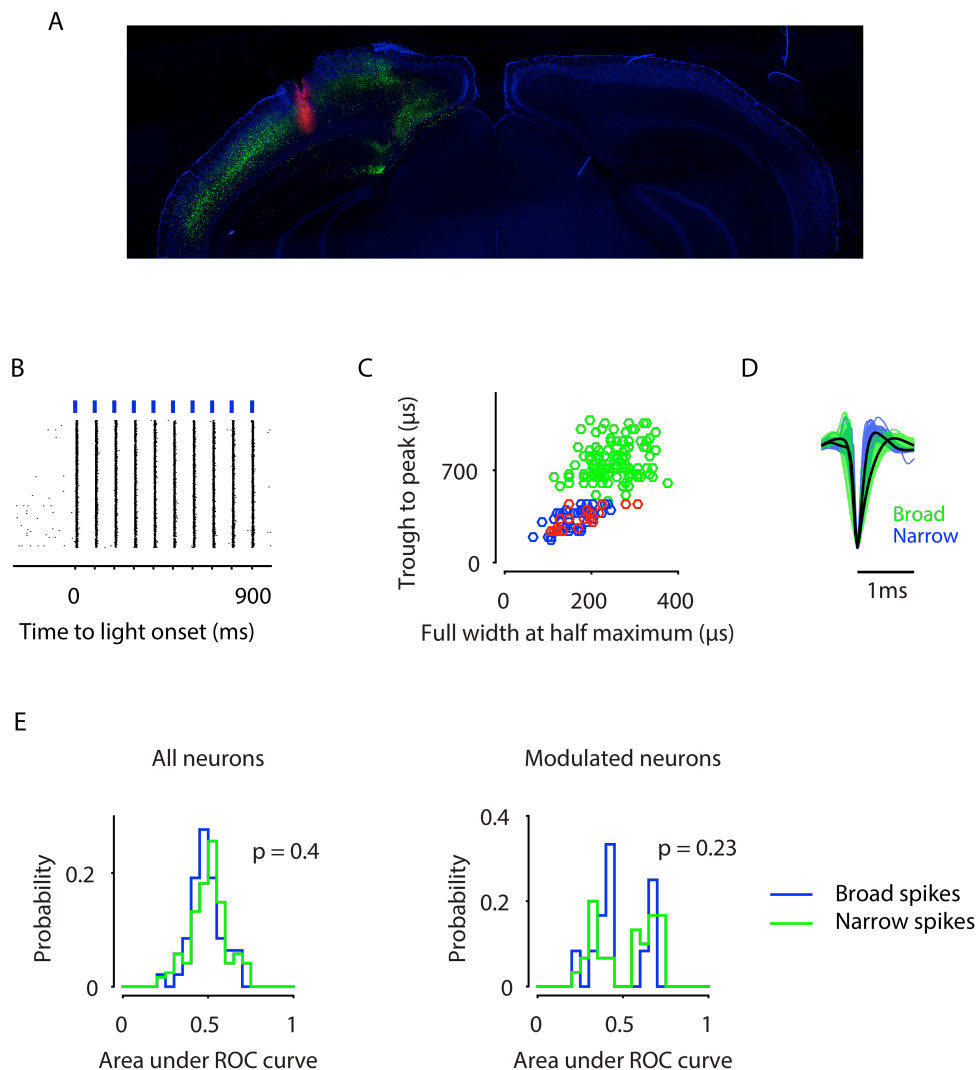 A
B
0
900
Time to light onset (ms)
C
Trough to peak (µs)
700
0
0
200
400
Full width at half maximum (µs)
D
Broad
Narrow
1ms
E
All neurons
Probability
0.2
0
p = 0.4
0
0.5
1
Area under ROC curve
Modulated neurons
Probability
0.4
0.2
0
p = 0.23
0
0.5
1
Area under ROC curve
Broad spikes
Narrow spikes